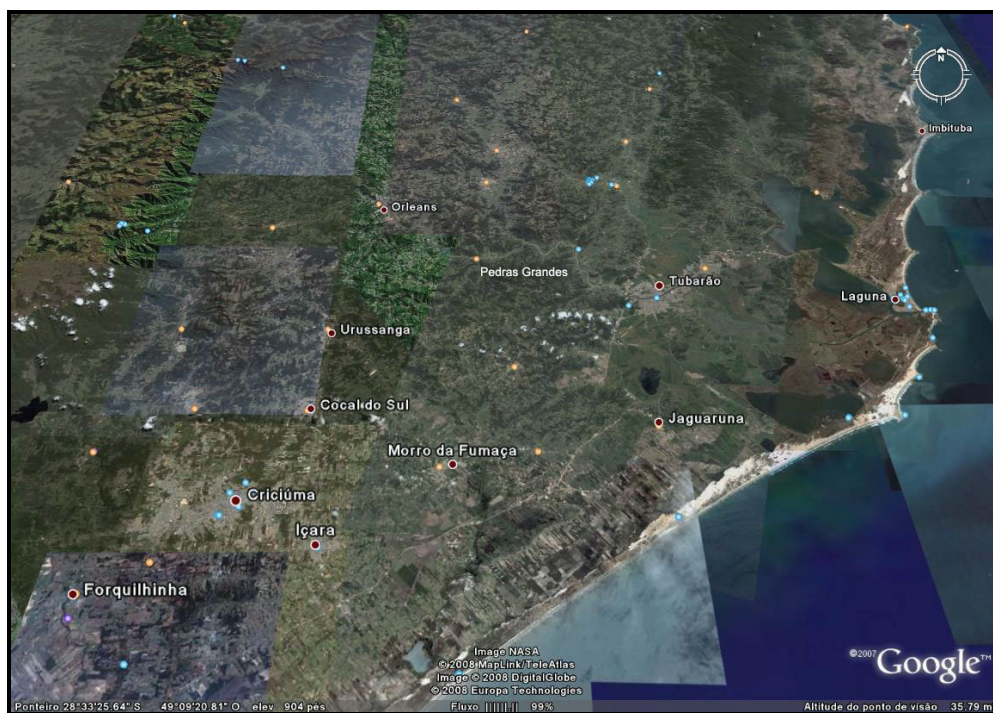 N
Imbituba
Orleans
Pedras Grandes
Tubarão
Laguna
Urussanga
Cocal do Sul
Jaguaruna
Morro da Fumaça
Criciúma
Içara
Forquilhinha
Image NASA
© 2008 MapLink/TeleAtlas
Image © 2008 DigitalGlobe
© 2008 Europa Technologies
©2007 Google™
Ponteiro 28°33'25.64" S 49°09'20.81" O elev 904 pés Fluxo ||||||.|| 99% Altitude do ponto de visão 35.79 m